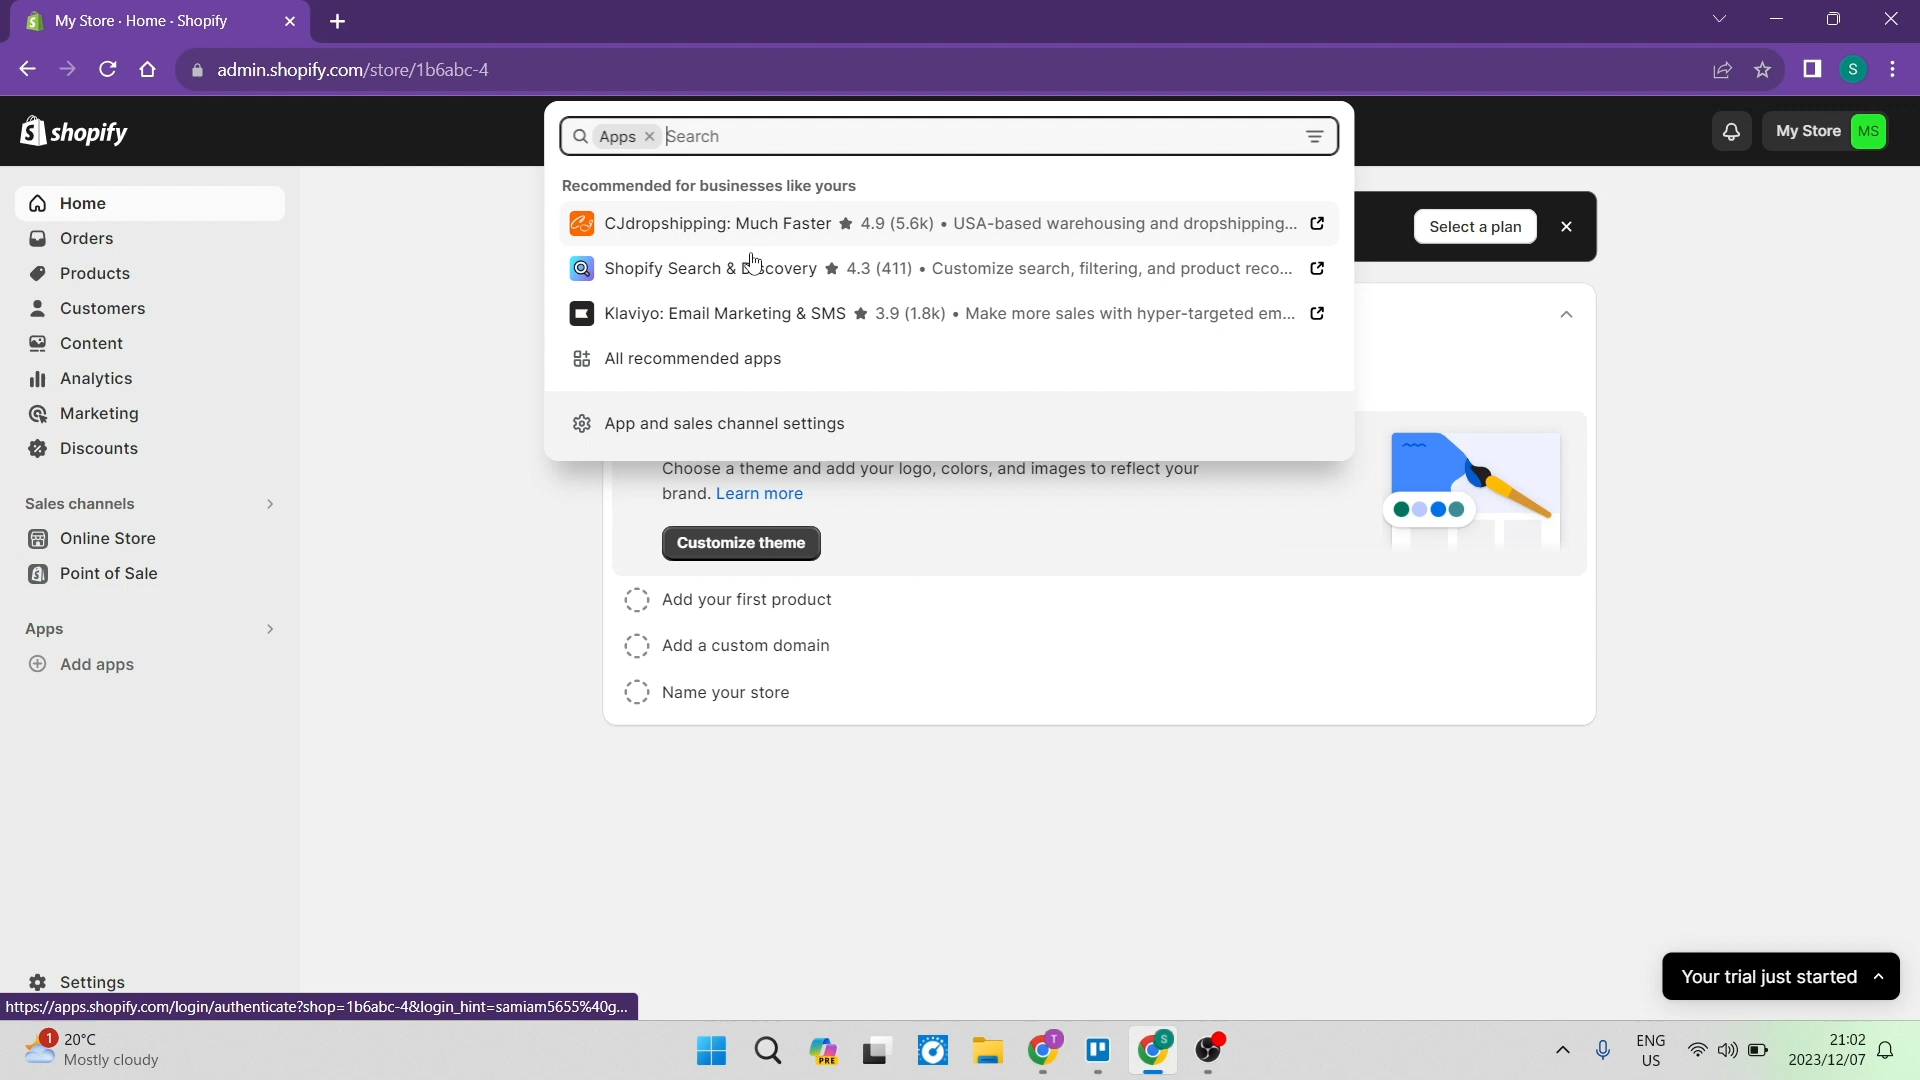 My Store · Home · Shopify
admin.shopify.com/store/1b6abc-4
S
shopify
Apps Search
My Store MS
Recommended for businesses like yours
CJdropshipping: Much Faster ★ 4.9 (5.6k) • USA-based warehousing and dropshipping...
Shopify Search & Discovery ★ 4.3 (411) • Customize search, filtering, and product reco...
Klaviyo: Email Marketing & SMS ★ 3.9 (1.8k) • Make more sales with hyper-targeted em...
All recommended apps
App and sales channel settings
Select a plan
Home
Orders
Products
Customers
Content
Analytics
Marketing
Discounts
Sales channels
Online Store
Point of Sale
Apps
Add apps
Settings
Choose a theme and add your logo, colors, and images to reflect your
brand. Learn more
Customize theme
Add your first product
Add a custom domain
Name your store
Your trial just started
https://apps.shopify.com/login/authenticate?shop=1b6abc-4&login_hint=samiam5655%40g...
1
20°C
Mostly cloudy
PRE
T
S
ENG
US
21:02
2023/12/07